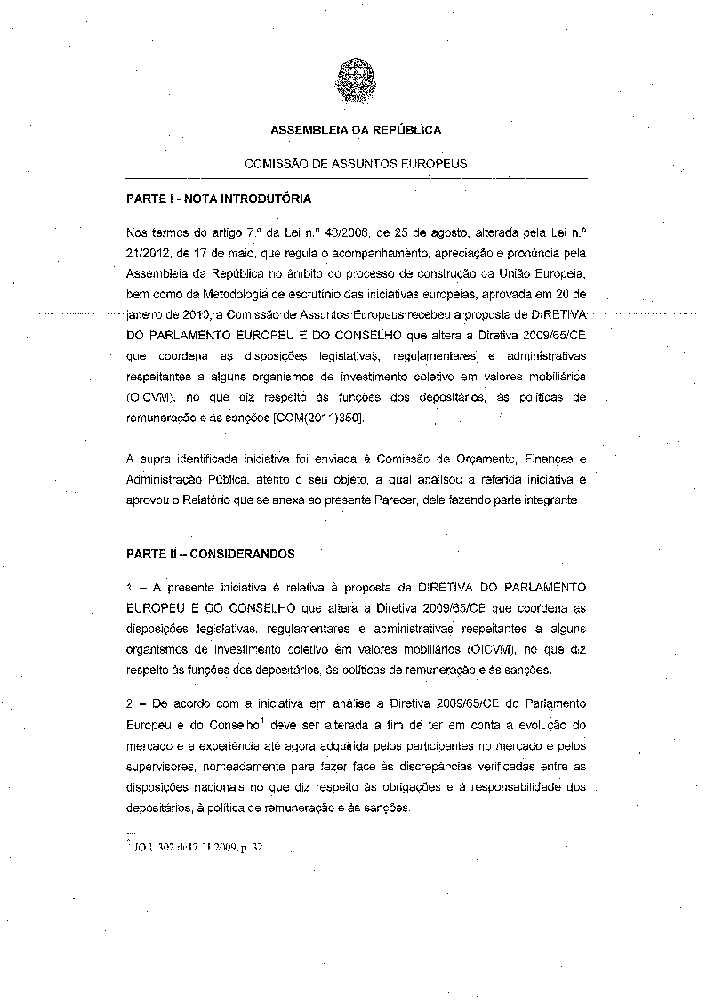 ASSEMBLEIA DA REPÚBLICA
COMISSÃO DE ASSUNTOS EUROPEUS
PARTE I - NOTA INTRODUTÓRIA
Nos termos do artigo 7.º da Lei n.º 43/2006, de 25 de agosto, alterada pela Lei n.º
21/2012, de 17 de maio, que regula o acompanhamento, apreciação e pronúncia pela
Assembleia da República no âmbito do processo de construção da União Europeia,
bem como da Metodologia de escrutínio das iniciativas europeias, aprovada em 20 de
janeiro de 2010, a Comissão de Assuntos Europeus recebeu a proposta de DIRETIVA
DO PARLAMENTO EUROPEU E DO CONSELHO que altera a Diretiva 2009/65/CE
que coordena as disposições legislativas, regulamentares e administrativas
respeitantes a alguns organismos de investimento coletivo em valores mobiliários
(OICVM), no que diz respeito às funções dos depositários, às políticas de
remuneração e às sanções [COM(201)350].
A supra identificada iniciativa foi enviada à Comissão de Orçamento, Finanças e
Administração Pública, atento o seu objeto, a qual analisou a referida iniciativa e
aprovou o Relatório que se anexa ao presente Parecer, dele fazendo parte integrante
PARTE II – CONSIDERANDOS
1 – A presente iniciativa é relativa à proposta de DIRETIVA DO PARLAMENTO
EUROPEU E DO CONSELHO que altera a Diretiva 2009/65/CE que coordena as
disposições legislativas, regulamentares e administrativas respeitantes a alguns
organismos de investimento coletivo em valores mobiliários (OICVM), no que diz
respeito às funções dos depositários, às políticas de remuneração e às sanções.
2 – De acordo com a iniciativa em análise a Diretiva 2009/65/CE do Parlamento
Europeu e do Conselho¹ deve ser alterada a fim de ter em conta a evolução do
mercado e a experiência até agora adquirida pelos participantes no mercado e pelos
supervisores, nomeadamente para fazer face às discrepâncias verificadas entre as
disposições nacionais no que diz respeito às obrigações e à responsabilidade dos
depositários, à política de remuneração e às sanções.
¹ JO L 302 de17.11.2009, p. 32.